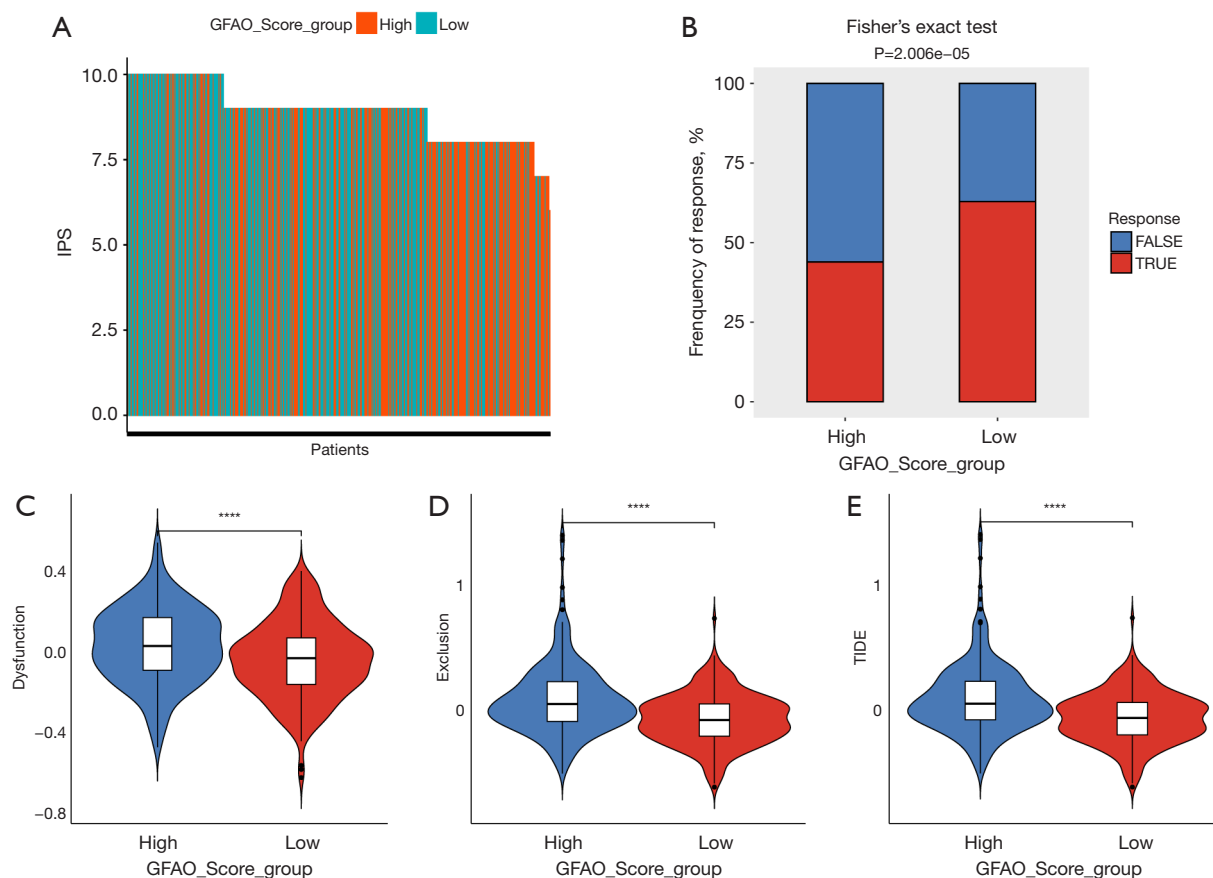 A
GFAO_Score_group High Low
10.0
7.5
5.0
2.5
0.0
IPS
Patients
B
Fisher's exact test
P=2.006e−05
100
75
50
25
0
Frenquency of response, %
High Low
GFAO_Score_group
Response
FALSE
TRUE
C
****
0.4
0.0
−0.4
−0.8
Dysfunction
High Low
GFAO_Score_group
D
****
1
0
Exclusion
High Low
GFAO_Score_group
E
****
1
0
TIDE
High Low
GFAO_Score_group